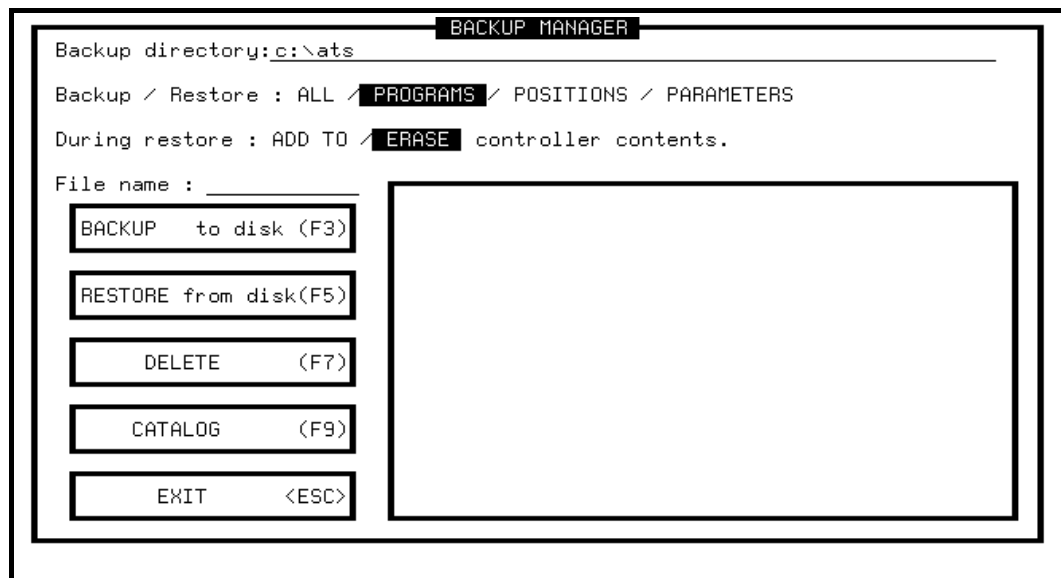 BACKUP MANAGER
Backup directory:c:\ats
Backup / Restore : ALL / PROGRAMS / POSITIONS / PARAMETERS
During restore : ADD TO / ERASE controller contents.
File name :
BACKUP to disk (F3)
RESTORE from disk(F5)
DELETE (F7)
CATALOG (F9)
EXIT <ESC>